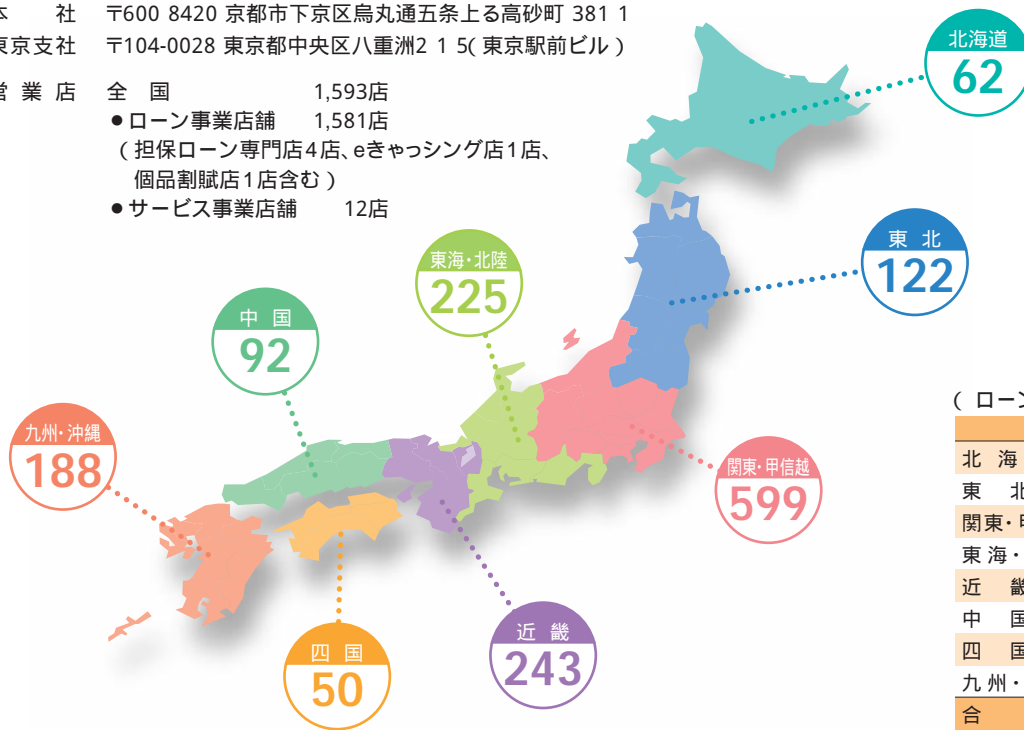 本 社 〒600 8420 京都市下京区烏丸通五条上る高砂町 381 1
東京支社 〒104-0028 東京都中央区八重洲2 1 5(東京駅前ビル)
営業店 全国 1,593店
●ローン事業店舗 1,581店
(担保ローン専門店4店、eきゃっシング店1店、
個品割賦店1店含む)
●サービス事業店舗 12店
北海道
62
東北
122
東海・北陸
225
中国
92
九州・沖縄
188
関東・甲信越
599
近畿
243
四国
50
(ローン
北海
東北
関東・甲
東海・
近畿
中国
四国
九州・
合